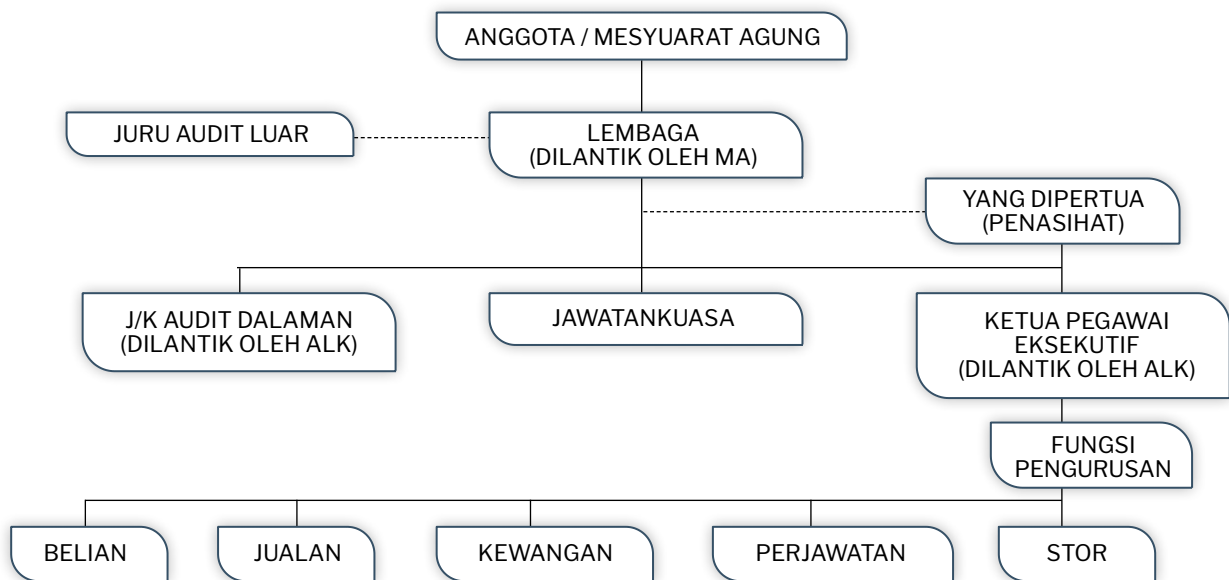 ANGGOTA / MESYUARAT AGUNG
JURU AUDIT LUAR
LEMBAGA
(DILANTIK OLEH MA)
YANG DIPERTUA
(PENASIHAT)
J/K AUDIT DALAMAN
(DILANTIK OLEH ALK)
JAWATANKUASA
KETUA PEGAWAI
EKSEKUTIF
(DILANTIK OLEH ALK)
FUNGSI
PENGURUSAN
BELIAN
JUALAN
KEWANGAN
PERJAWATAN
STOR